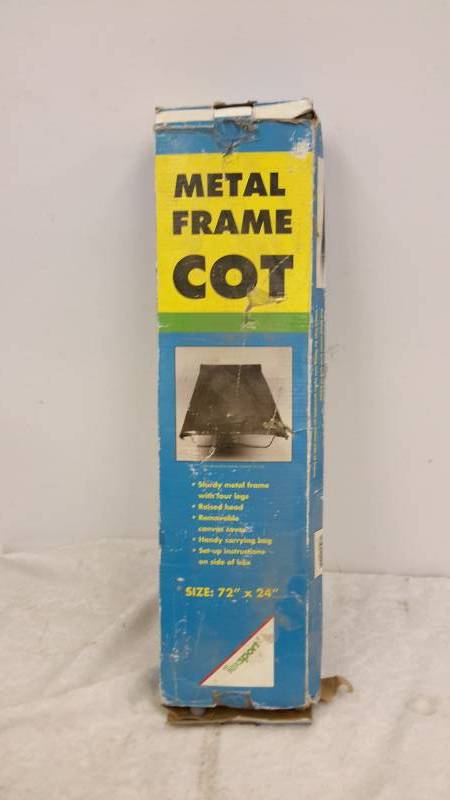 METAL
FRAME
COT
• Sturdy metal frame
with four legs
• Raised head
• Removable
canvas cover
• Handy carrying bag
• Set-up instructions
on side of box
SIZE: 72" x 24"
Texsport